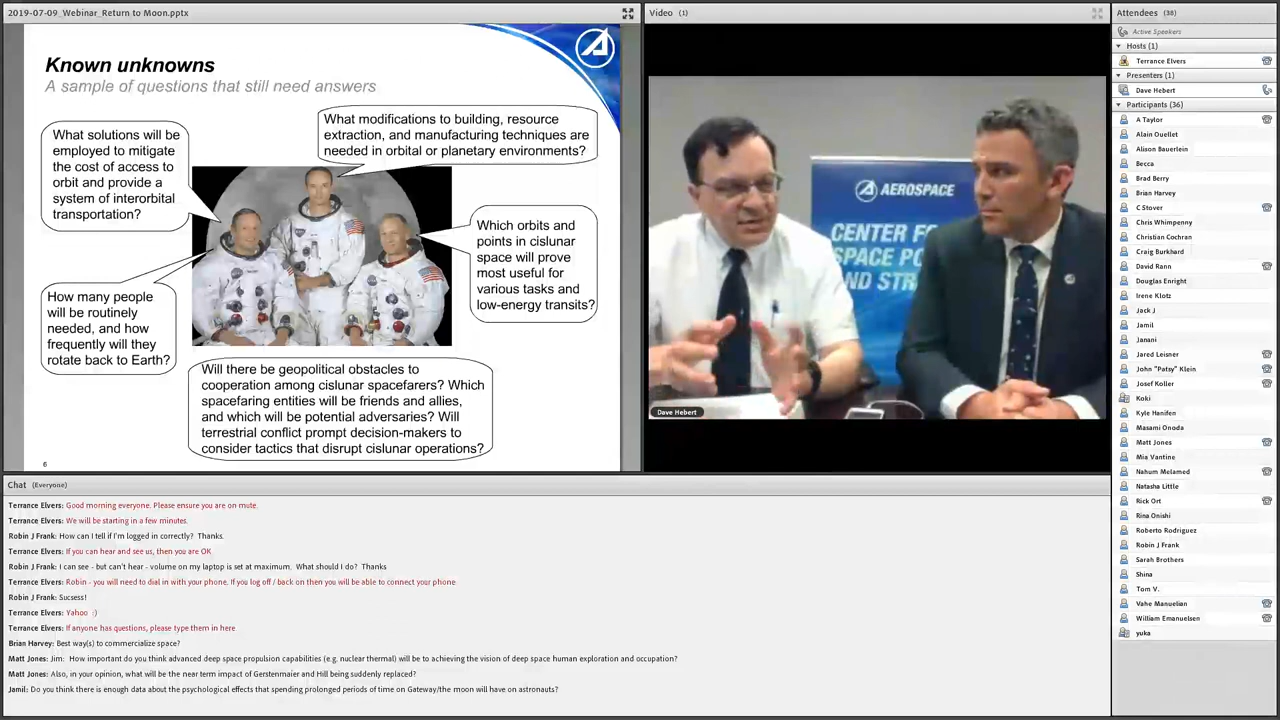 2019-07-09_Webinar_Return to Moon.pptx
Known unknowns
A sample of questions that still need answers
What solutions will be
employed to mitigate
the cost of access to
orbit and provide a
system of interorbital
transportation?
What modifications to building, resource
extraction, and manufacturing techniques are
needed in orbital or planetary environments?
Which orbits and
points in cislunar
space will prove
most useful for
various tasks and
low-energy transits?
How many people
will be routinely
needed, and how
frequently will they
rotate back to Earth?
Will there be geopolitical obstacles to
cooperation among cislunar spacefarers? Which
spacefaring entities will be friends and allies,
and which will be potential adversaries? Will
terrestrial conflict prompt decision-makers to
consider tactics that disrupt cislunar operations?
6
Video (1)
AEROSPACE
CENTER FO
SPACE PO
AND STRA
Dave Hebert
Chat (Everyone)
Terrance Elvers: Good morning everyone. Please ensure you are on mute.
Terrance Elvers: We will be starting in a few minutes.
Robin J Frank: How can I tell if I'm logged in correctly? Thanks.
Terrance Elvers: If you can hear and see us, then you are OK
Robin J Frank: I can see - but can't hear - volume on my laptop is set at maximum. What should I do? Thanks
Terrance Elvers: Robin - you will need to dial in with your phone. If you log off / back on then you will be able to connect your phone
Robin J Frank: Sucsess!
Terrance Elvers: Yahoo :)
Terrance Elvers: If anyone has questions, please type them in here
Brian Harvey: Best way(s) to commercialize space?
Matt Jones: Jim: How important do you think advanced deep space propulsion capabilities (e.g. nuclear thermal) will be to achieving the vision of deep space human exploration and occupation?
Matt Jones: Also, in your opinion, what will be the near term impact of Gerstenmaier and Hill being suddenly replaced?
Jamil: Do you think there is enough data about the psychological effects that spending prolonged periods of time on Gateway/the moon will have on astronauts?
Attendees (38)
Active Speakers
Hosts (1)
Terrance Elvers
Presenters (1)
Dave Hebert
Participants (36)
A Taylor
Alain Ouellet
Alison Bauerlein
Becca
Brad Berry
Brian Harvey
C Stover
Chris Whimpenny
Christian Cochran
Craig Burkhard
David Rann
Douglas Enright
Irene Klotz
Jack J
Jamil
Janani
Jared Leisner
John "Patsy" Klein
Josef Koller
Koki
Kyle Hanifen
Masami Onoda
Matt Jones
Mia Vantine
Nahum Melamed
Natasha Little
Rick Ort
Rina Onishi
Roberto Rodriguez
Robin J Frank
Sarah Brothers
Shina
Tom V.
Vahe Manuelian
William Emanuelsen
yuka